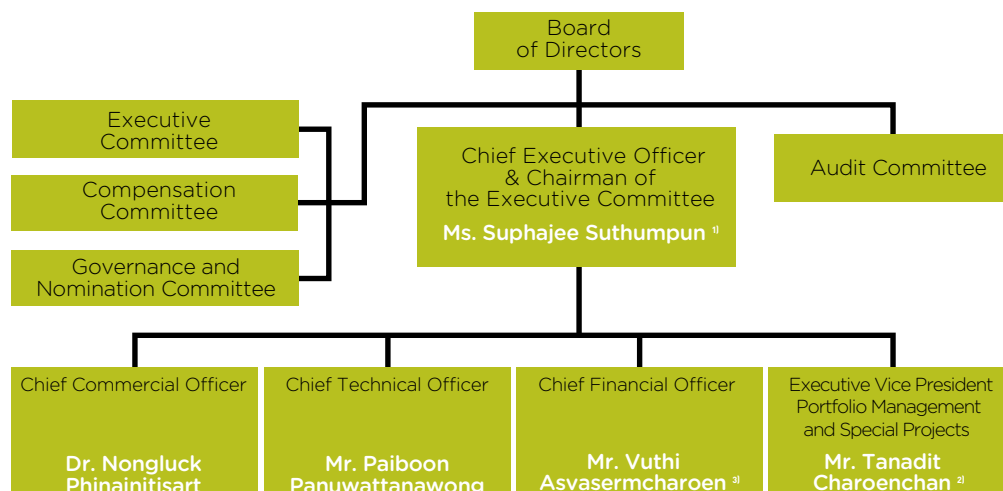 Board
of Directors
Executive
Committee
Compensation
Committee
Governance and
Nomination Committee
Chief Executive Officer
& Chairman of
the Executive Committee
Ms. Suphajee Suthumpun ¹⁾
Audit Committee
Chief Commercial Officer
Dr. Nongluck
Phinainitisart
Chief Technical Officer
Mr. Paiboon
Panuwattanawong
Chief Financial Officer
Mr. Vuthi
Asvasermcharoen ³⁾
Executive Vice President
Portfolio Management
and Special Projects
Mr. Tanadit
Charoenchan ²⁾